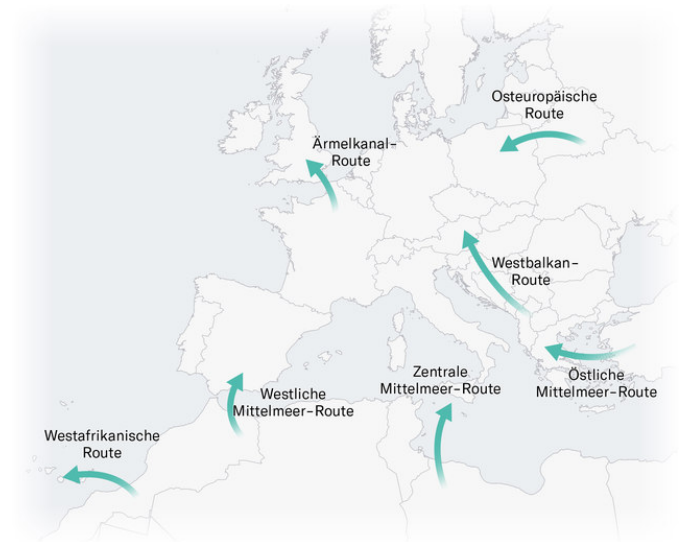 Osteuropäische
Route
Ärmelkanal-
Route
Westbalkan-
Route
Zentrale
Mittelmeer-Route
Östliche
Mittelmeer-Route
Westliche
Mittelmeer-Route
Westafrikanische
Route